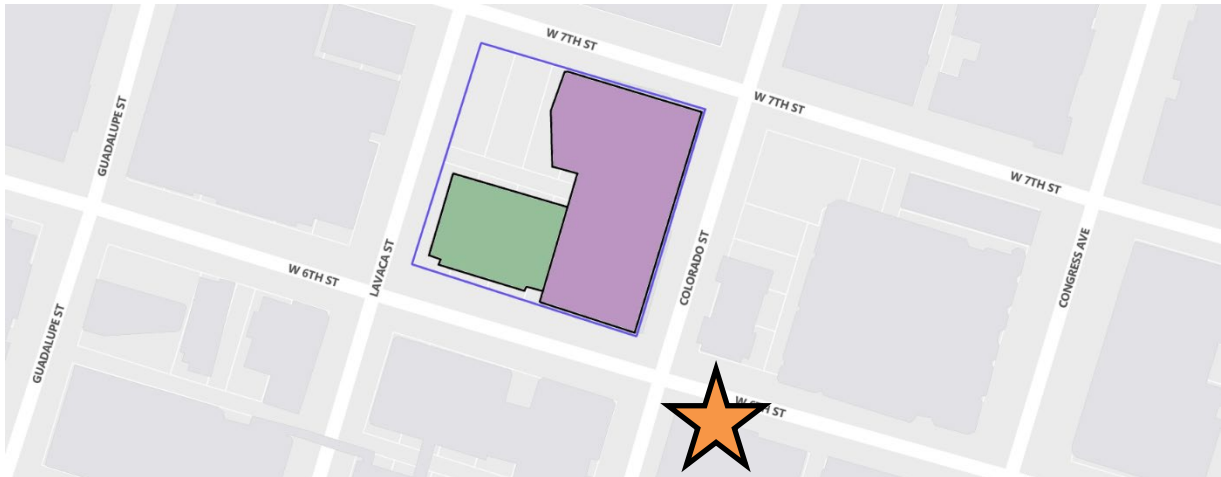 W 7TH ST
W 7TH ST
GUADALUPE ST
W 7TH ST
COLORADO ST
LAVACA ST
CONGRESS AVE
W 6TH ST
GUADALUPE ST